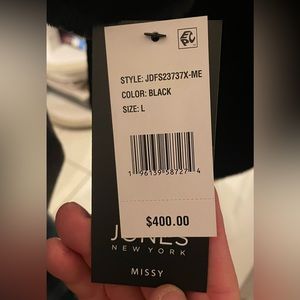 STYLE: JDFS23737X-ME
COLOR: BLACK
SIZE: L
1 96139 58727 4
$400.00
JONES
NEW YORK
MISSY